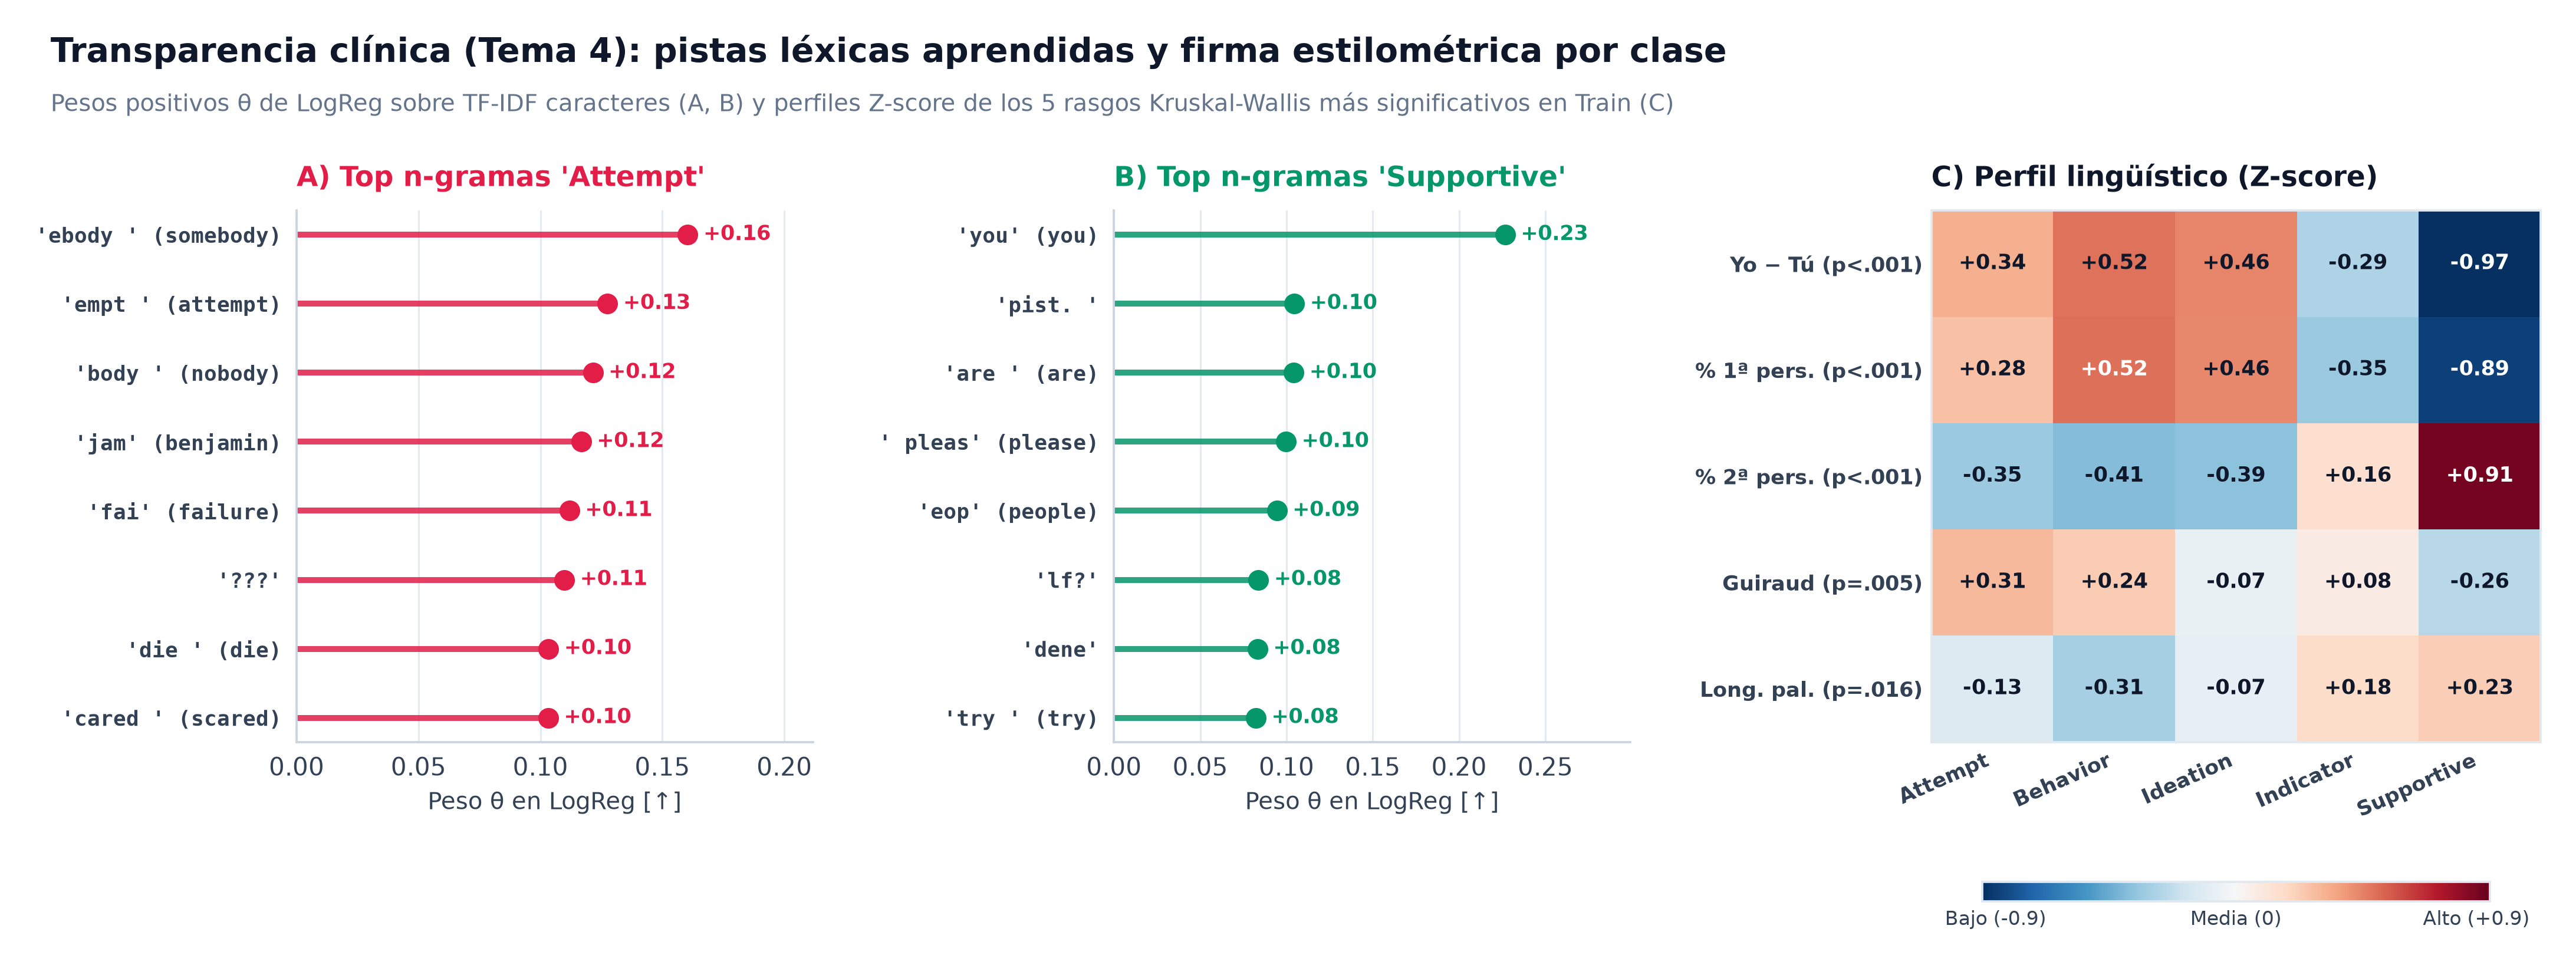 Transparencia clínica (Tema 4): pistas léxicas aprendidas y firma estilométrica por clase
Pesos positivos θ de LogReg sobre TF-IDF caracteres (A, B) y perfiles Z-score de los 5 rasgos Kruskal-Wallis más significativos en Train (C)
A) Top n-gramas 'Attempt'
'ebody ' (somebody) +0.16
'empt ' (attempt) +0.13
'body ' (nobody) +0.12
'jam' (benjamin) +0.12
'fai' (failure) +0.11
'???' +0.11
'die ' (die) +0.10
'cared ' (scared) +0.10
0.00 0.05 0.10 0.15 0.20
Peso θ en LogReg [↑]
B) Top n-gramas 'Supportive'
'you' (you) +0.23
'pist. ' +0.10
'are ' (are) +0.10
' pleas' (please) +0.10
'eop' (people) +0.09
'lf?' +0.08
'dene' +0.08
'try ' (try) +0.08
0.00 0.05 0.10 0.15 0.20 0.25
Peso θ en LogReg [↑]
C) Perfil lingüístico (Z-score)
Yo − Tú (p<.001) +0.34 +0.52 +0.46 -0.29 -0.97
% 1ª pers. (p<.001) +0.28 +0.52 +0.46 -0.35 -0.89
% 2ª pers. (p<.001) -0.35 -0.41 -0.39 +0.16 +0.91
Guiraud (p=.005) +0.31 +0.24 -0.07 +0.08 -0.26
Long. pal. (p=.016) -0.13 -0.31 -0.07 +0.18 +0.23
Attempt Behavior Ideation Indicator Supportive
Bajo (-0.9) Media (0) Alto (+0.9)